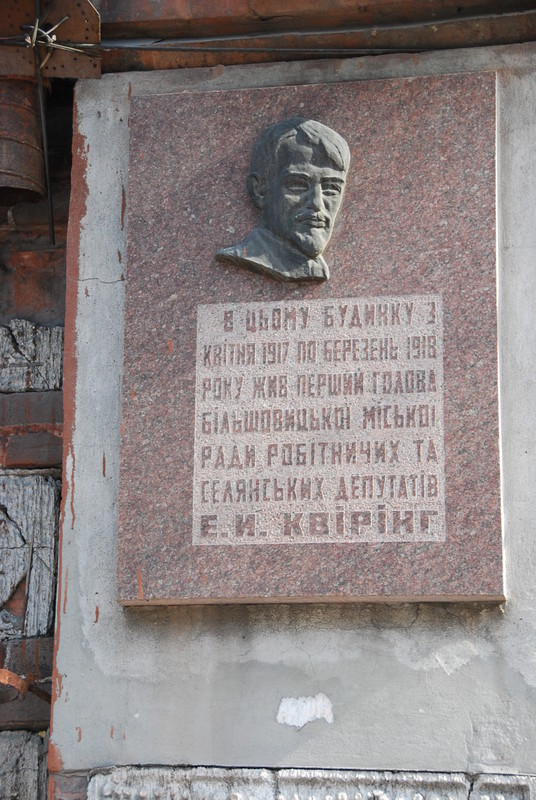 В ЦЬОМУ БУДИНКУ З
КВІТНЯ 1917 ПО БЕРЕЗЕНЬ 1918
РОКУ ЖИВ ПЕРШИЙ ГОЛОВА
БІЛЬШОВИЦЬКОЇ МІСЬКОЇ
РАДИ РОБІТНИЧИХ ТА
СЕЛЯНСЬКИХ ДЕПУТАТІВ
Е.И. КВІРІНГ